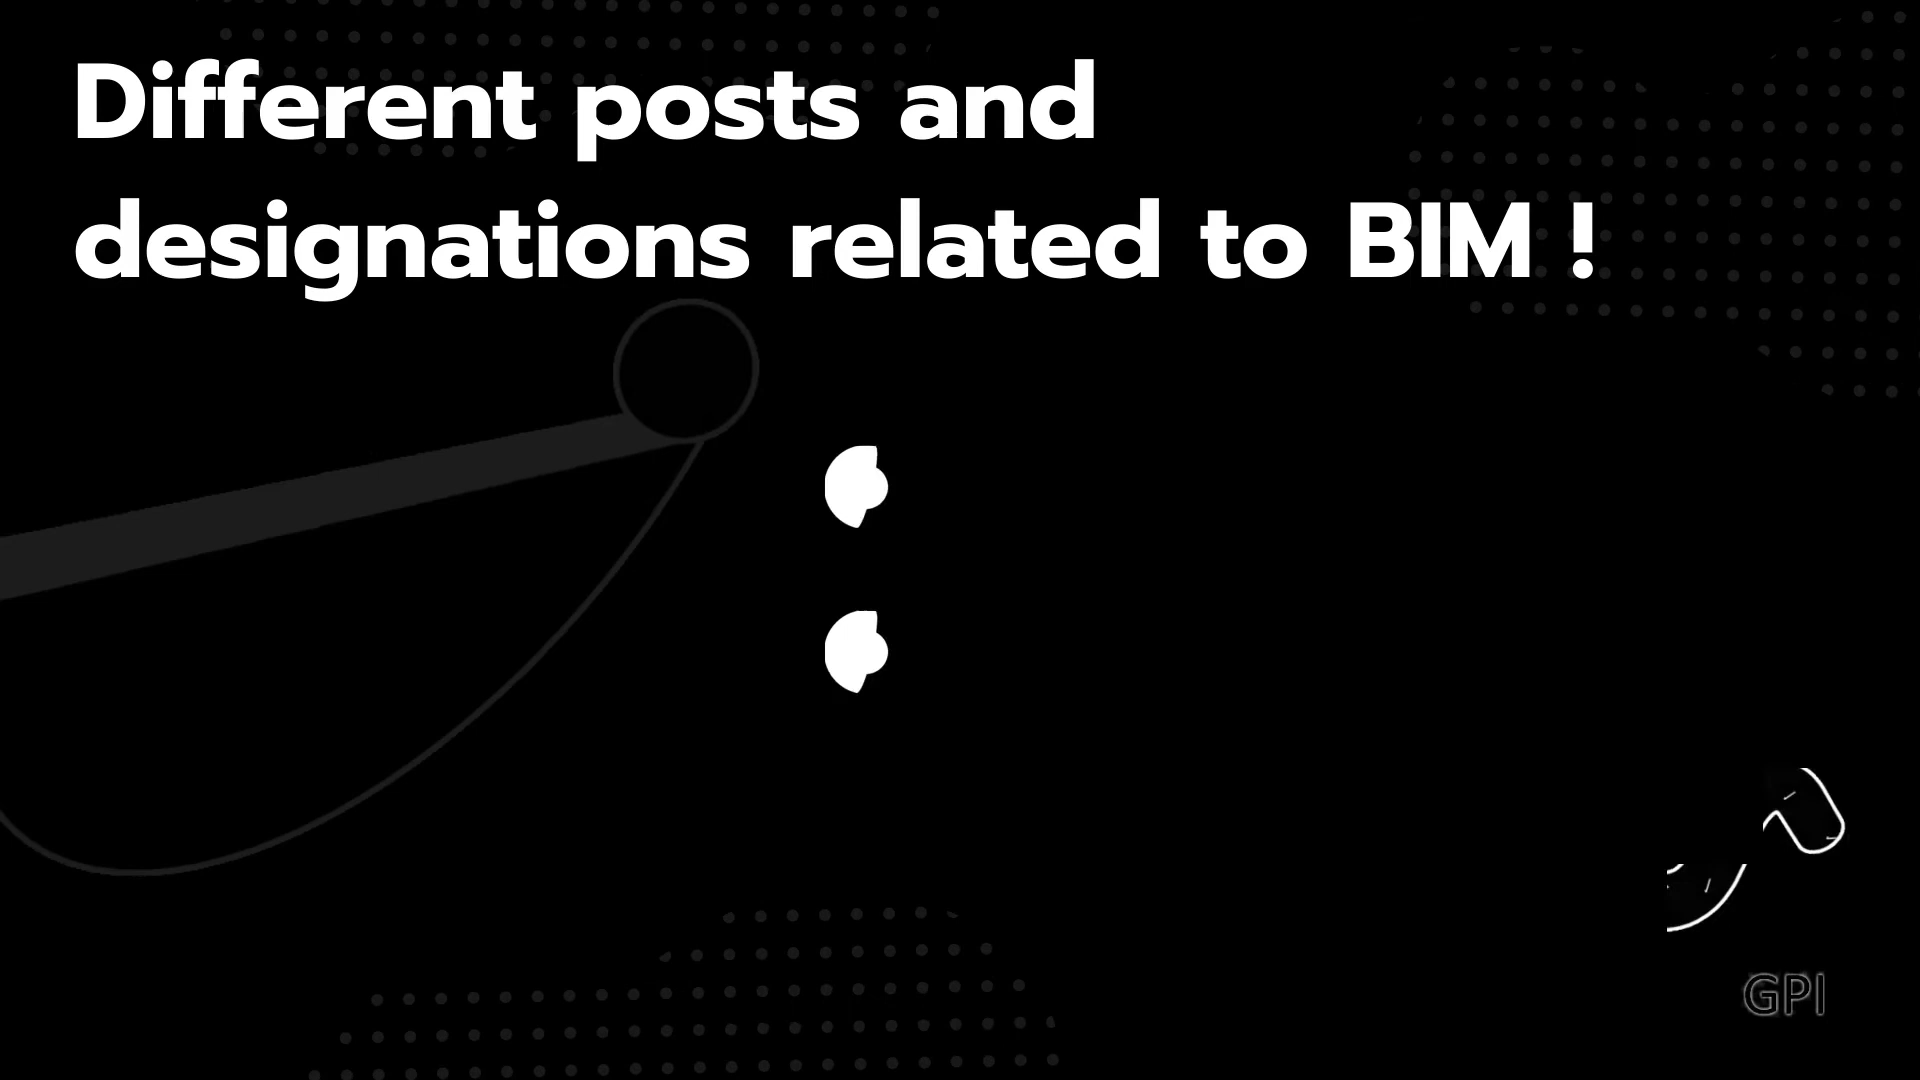 Different posts and
designations related to BIM !
GPI